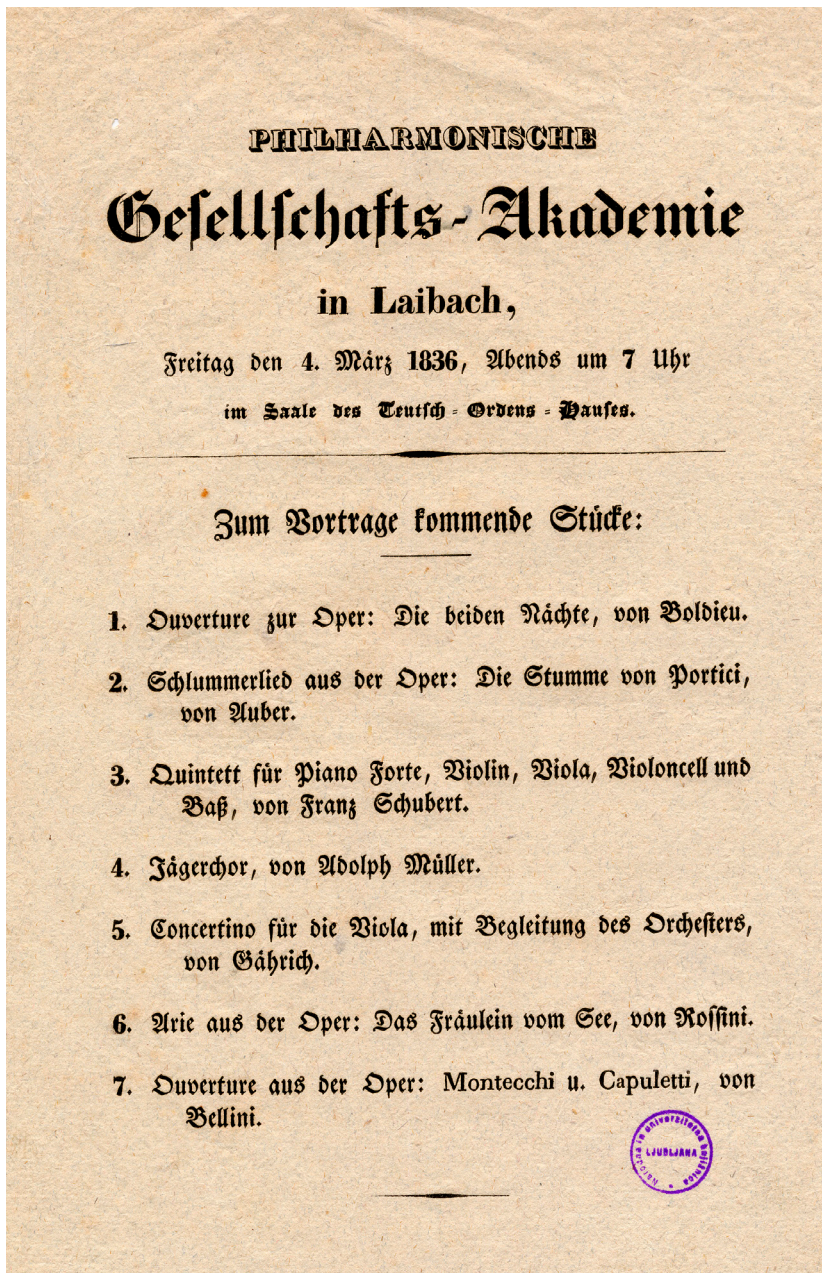 PHILHARMONISCHE
Gesellschafts-Akademie
in Laibach,
Freitag den 4. März 1836, Abends um 7 Uhr
im Saale des Teutsch-Ordens-Hauses.
Zum Vortrage kommende Stücke:
1. Ouverture zur Oper: Die beiden Nächte, von Boldieu.
2. Schlummerlied aus der Oper: Die Stumme von Portici,
von Auber.
3. Quintett für Piano Forte, Violin, Viola, Violoncell und
Baß, von Franz Schubert.
4. Jägerchor, von Adolph Müller.
5. Concertino für die Viola, mit Begleitung des Orchesters,
von Gährich.
6. Arie aus der Oper: Das Fräulein vom See, von Rossini.
7. Ouverture aus der Oper: Montecchi u. Capuletti, von
Bellini.
Narodna in univerzitetna knjižnica
LJUBLJANA